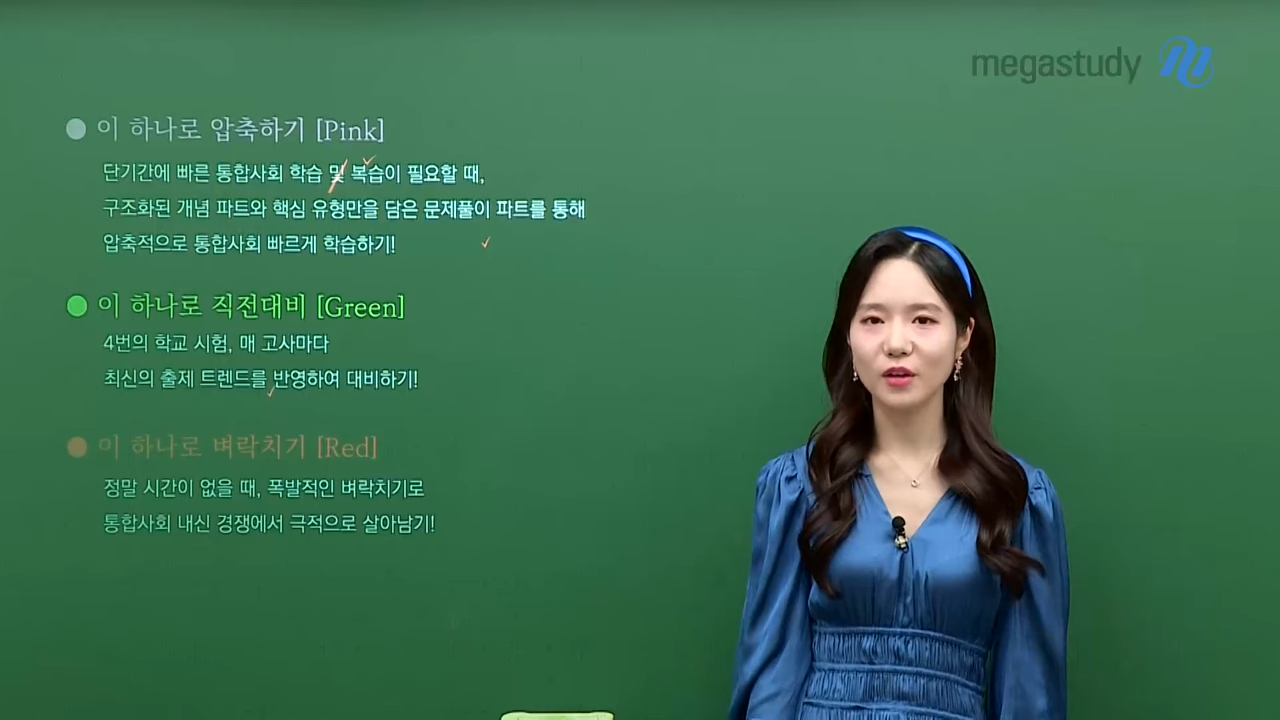 megastudy
이 하나로 압축하기 [Pink]
단기간에 빠른 통합사회 학습 및 복습이 필요할 때,
구조화된 개념 파트와 핵심 유형만을 담은 문제풀이 파트를 통해
압축적으로 통합사회 빠르게 학습하기!
이 하나로 직전대비 [Green]
4번의 학교 시험, 매 고사마다
최신의 출제 트렌드를 반영하여 대비하기!
이 하나로 벼락치기 [Red]
정말 시간이 없을 때, 폭발적인 벼락치기로
통합사회 내신 경쟁에서 극적으로 살아남기!